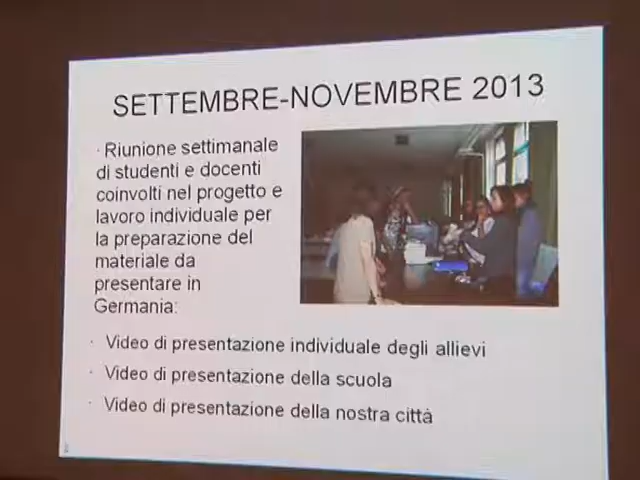 SETTEMBRE-NOVEMBRE 2013
· Riunione settimanale
di studenti e docenti
coinvolti nel progetto e
lavoro individuale per
la preparazione del
materiale da
presentare in
Germania:
· Video di presentazione individuale degli allievi
· Video di presentazione della scuola
· Video di presentazione della nostra città